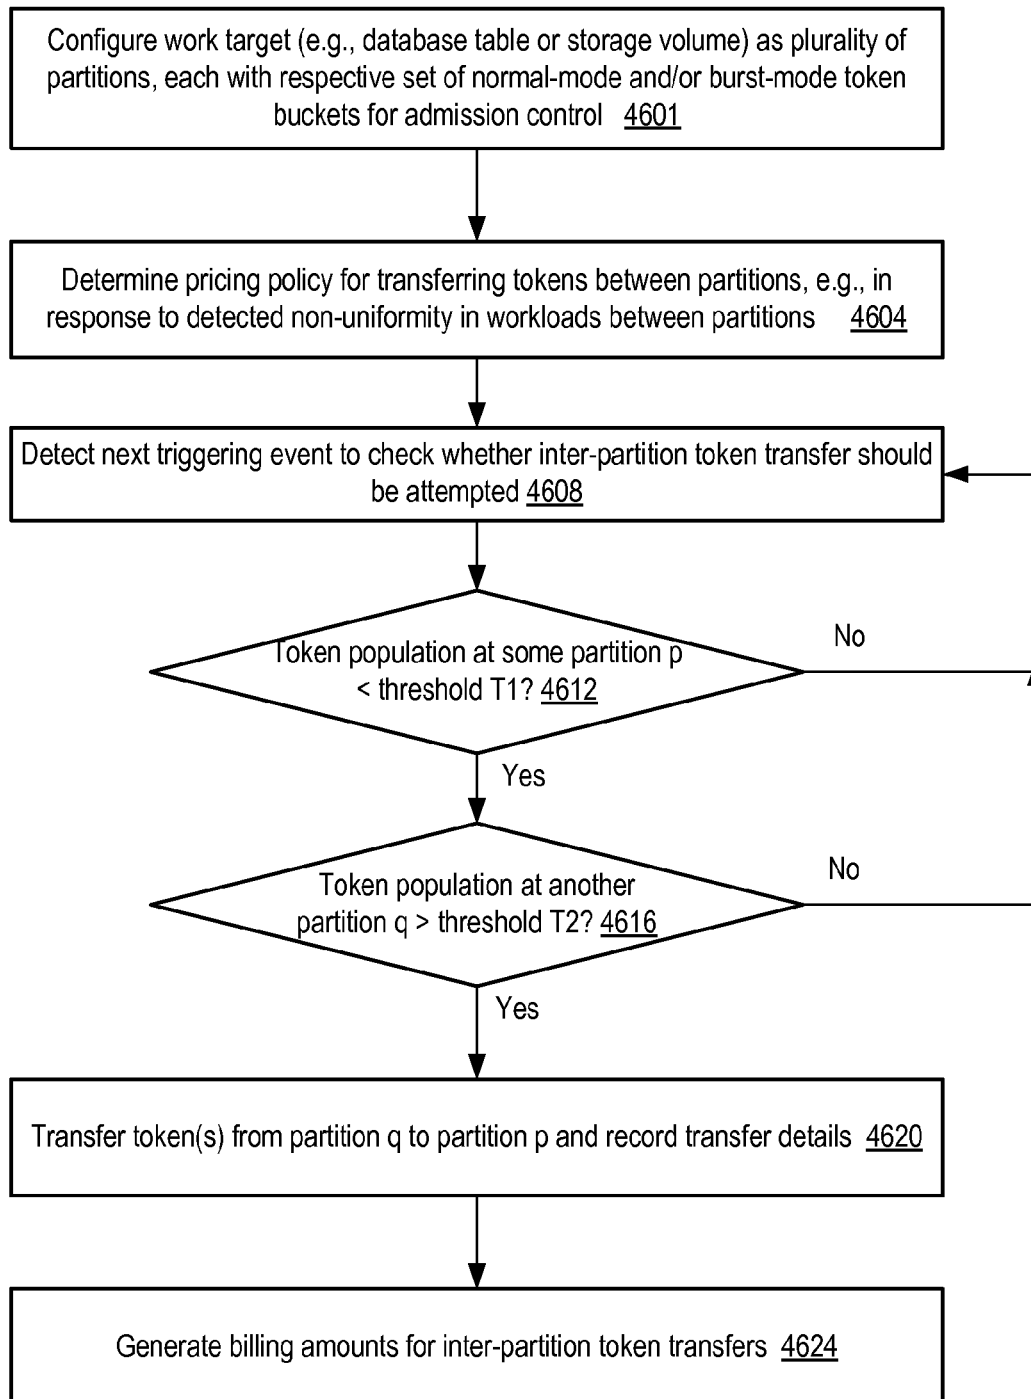 Configure work target (e.g., database table or storage volume) as plurality of
partitions, each with respective set of normal-mode and/or burst-mode token
buckets for admission control 4601
Determine pricing policy for transferring tokens between partitions, e.g., in
response to detected non-uniformity in workloads between partitions 4604
Detect next triggering event to check whether inter-partition token transfer should
be attempted 4608
Token population at some partition p
< threshold T1? 4612
No
Yes
Token population at another
partition q > threshold T2? 4616
No
Yes
Transfer token(s) from partition q to partition p and record transfer details 4620
Generate billing amounts for inter-partition token transfers 4624